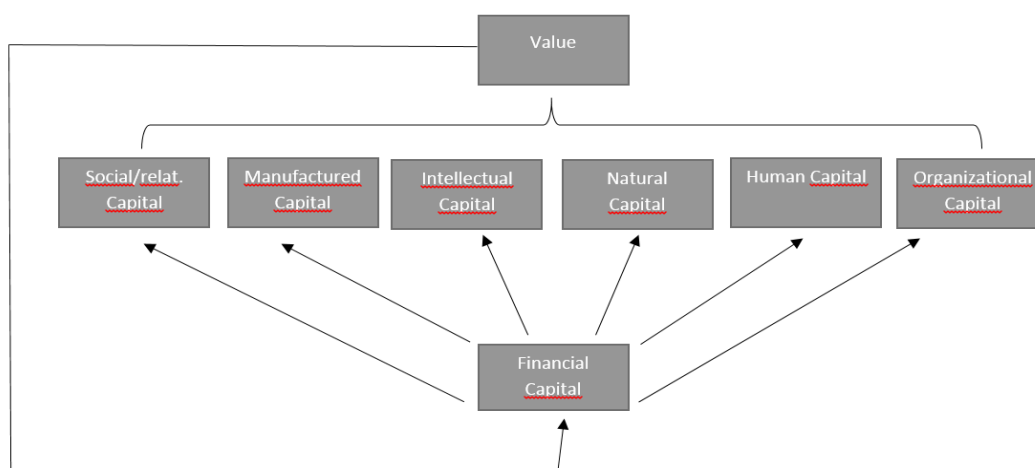 Value
Social/relat.
Capital
Manufactured
Capital
Intellectual
Capital
Natural
Capital
Human Capital
Organizational
Capital
Financial
Capital